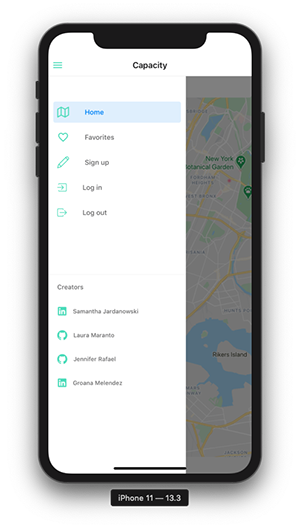 Capacity
Home
Favorites
Sign up
Log in
Log out
Creators
Samantha Jardanowski
Laura Maranto
Jennifer Rafael
Groana Melendez
New York
Botanical Garden
Rikers Island
iPhone 11 — 13.3